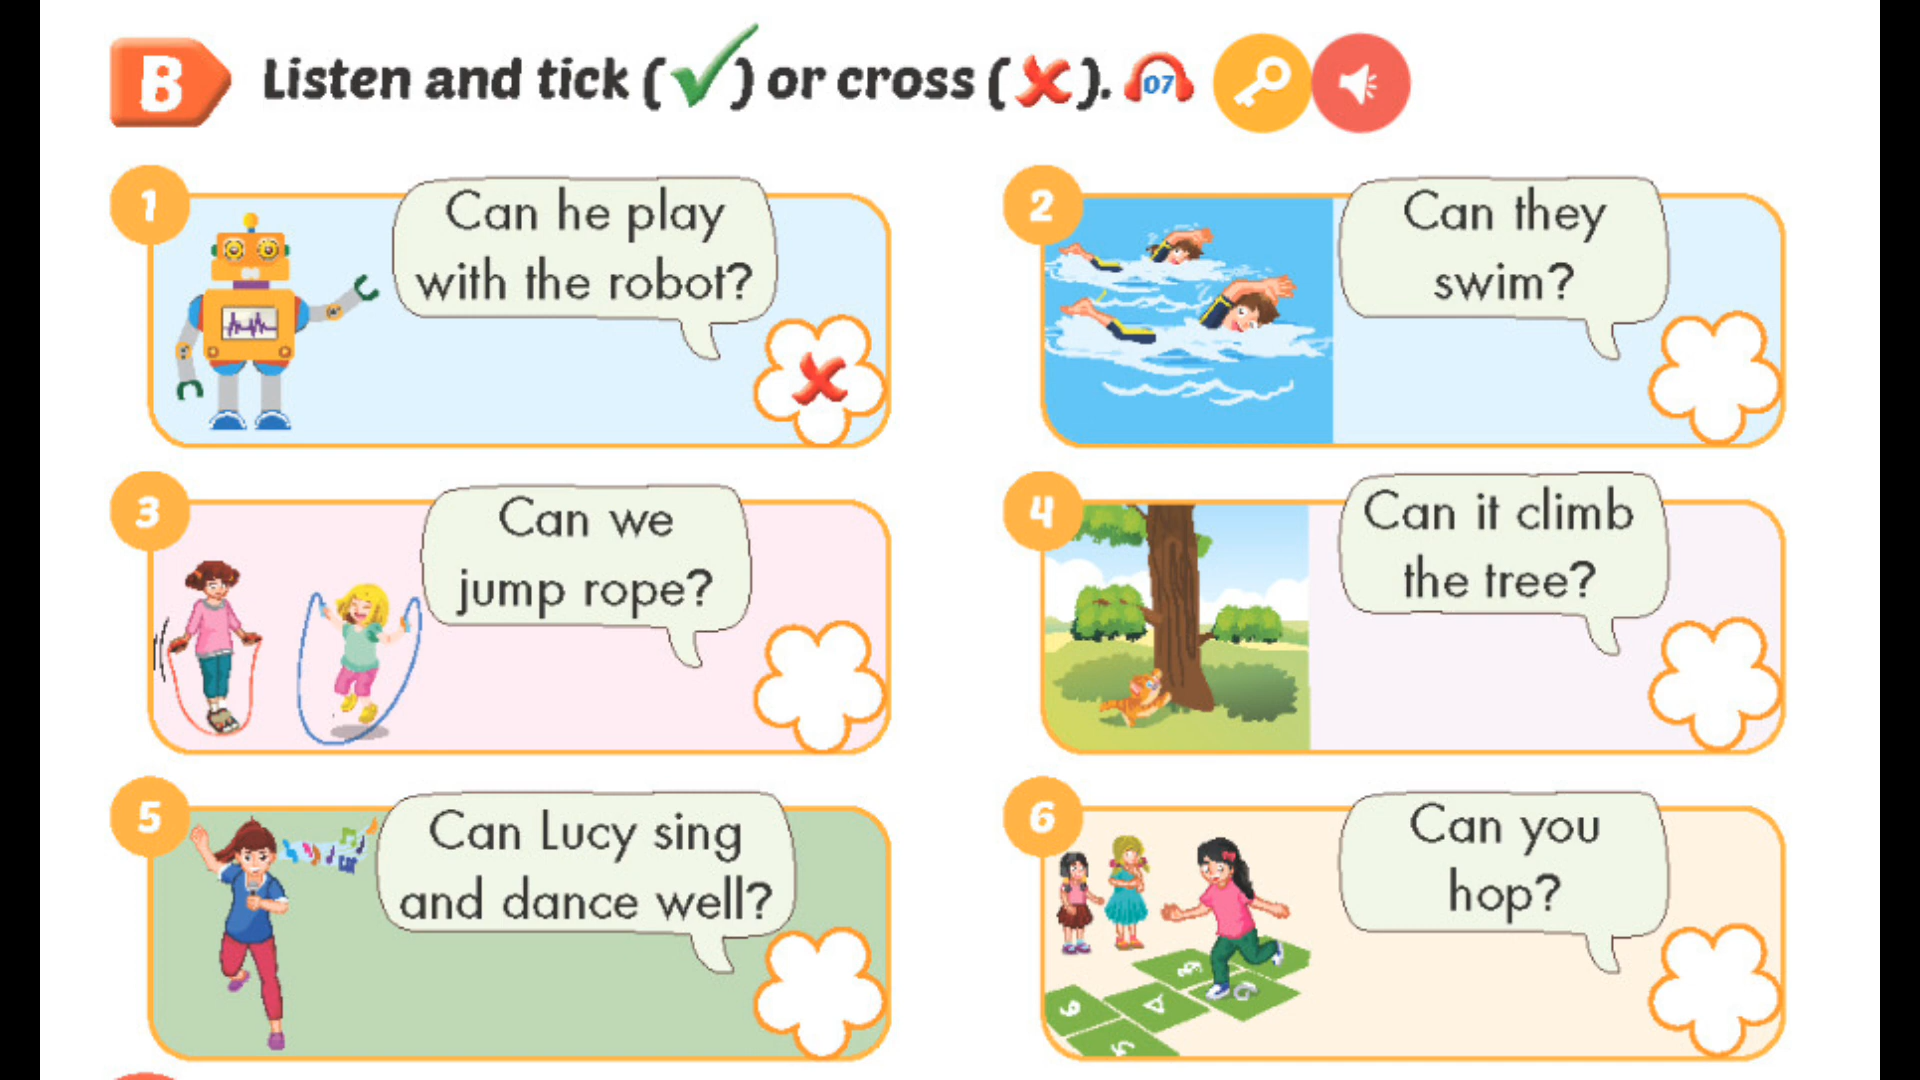 B Listen and tick (✓) or cross (✗). 07
1
Can he play
with the robot?
2
Can they
swim?
3
Can we
jump rope?
4
Can it climb
the tree?
5
Can Lucy sing
and dance well?
6
Can you
hop?